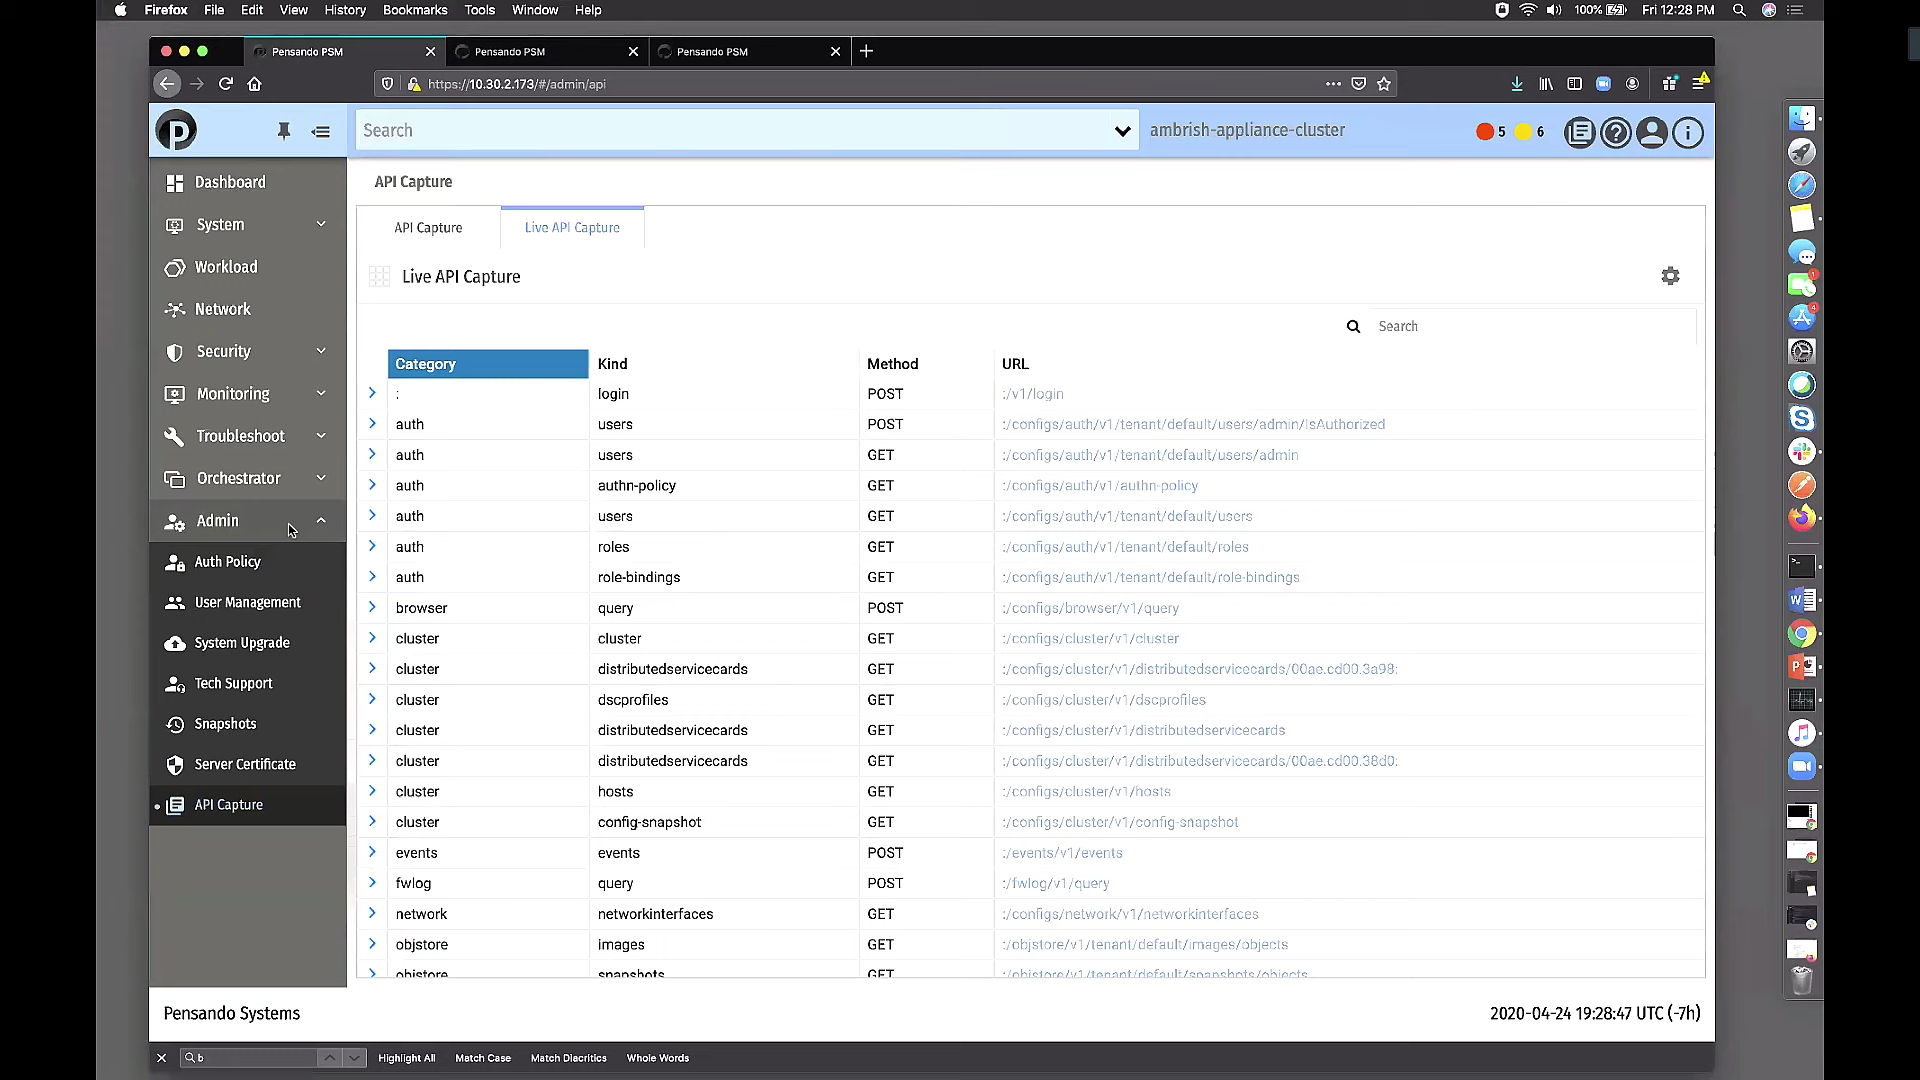 Firefox File Edit View History Bookmarks Tools Window Help
100% Fri 12:28 PM
Pensando PSM
Pensando PSM
Pensando PSM
https://10.30.2.173/#/admin/api
Search
ambrish-appliance-cluster
5 6
Dashboard
System
Workload
Network
Security
Monitoring
Troubleshoot
Orchestrator
Admin
Auth Policy
User Management
System Upgrade
Tech Support
Snapshots
Server Certificate
API Capture
API Capture
API Capture Live API Capture
Live API Capture
Search
Category Kind Method URL
: login POST :/v1/login
auth users POST :/configs/auth/v1/tenant/default/users/admin/IsAuthorized
auth users GET :/configs/auth/v1/tenant/default/users/admin
auth authn-policy GET :/configs/auth/v1/authn-policy
auth users GET :/configs/auth/v1/tenant/default/users
auth roles GET :/configs/auth/v1/tenant/default/roles
auth role-bindings GET :/configs/auth/v1/tenant/default/role-bindings
browser query POST :/configs/browser/v1/query
cluster cluster GET :/configs/cluster/v1/cluster
cluster distributedservicecards GET :/configs/cluster/v1/distributedservicecards/00ae.cd00.3a98:
cluster dscprofiles GET :/configs/cluster/v1/dscprofiles
cluster distributedservicecards GET :/configs/cluster/v1/distributedservicecards
cluster distributedservicecards GET :/configs/cluster/v1/distributedservicecards/00ae.cd00.38d0:
cluster hosts GET :/configs/cluster/v1/hosts
cluster config-snapshot GET :/configs/cluster/v1/config-snapshot
events events POST :/events/v1/events
fwlog query POST :/fwlog/v1/query
network networkinterfaces GET :/configs/network/v1/networkinterfaces
objstore images GET :/objstore/v1/tenant/default/images/objects
objstore snapshots GET :/objstore/v1/tenant/default/snapshots/objects
Pensando Systems
2020-04-24 19:28:47 UTC (-7h)
b Highlight All Match Case Match Diacritics Whole Words